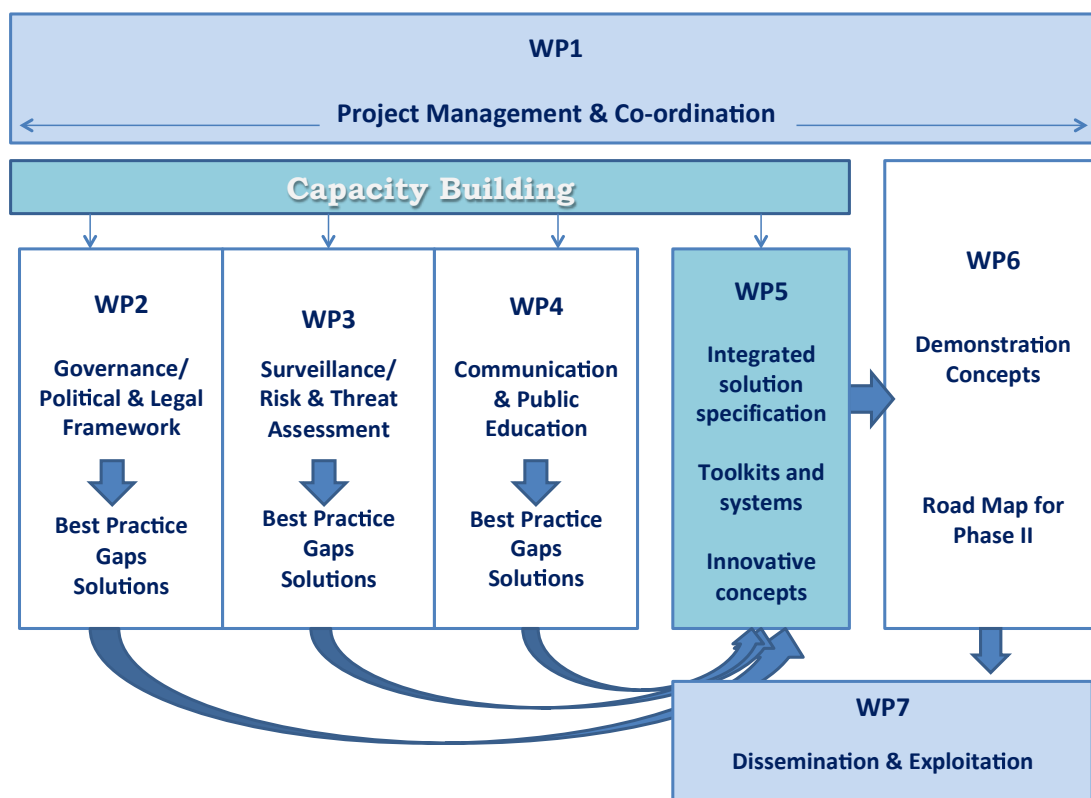 WP1
Project Management & Co-ordination
Capacity Building
WP2
Governance/
Political & Legal
Framework
Best Practice
Gaps
Solutions
WP3
Surveillance/
Risk & Threat
Assessment
Best Practice
Gaps
Solutions
WP4
Communication
& Public
Education
Best Practice
Gaps
Solutions
WP5
Integrated
solution
specification
Toolkits and
systems
Innovative
concepts
WP6
Demonstration
Concepts
Road Map for
Phase II
WP7
Dissemination & Exploitation